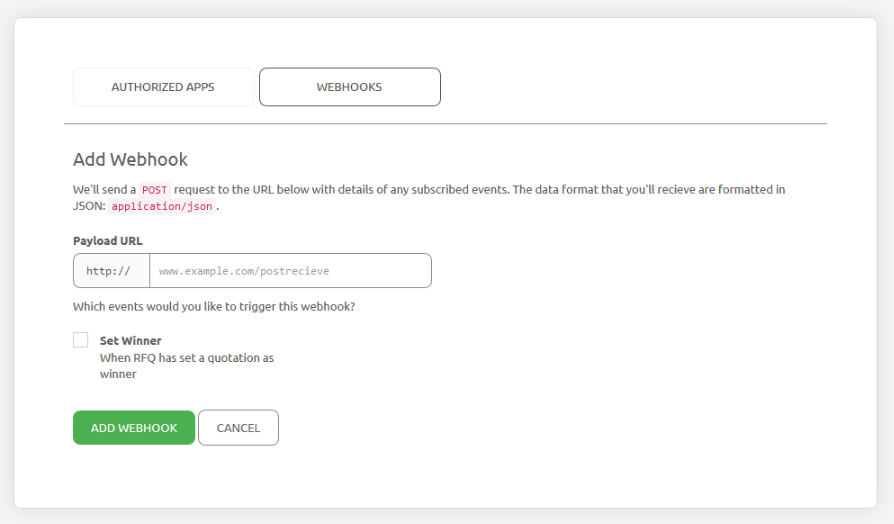 AUTHORIZED APPS
WEBHOOKS
Add Webhook
We'll send a POST request to the URL below with details of any subscribed events. The data format that you'll recieve are formatted in
JSON: application/json.
Payload URL
http:// www.example.com/postrecieve
Which events would you like to trigger this webhook?
Set Winner
When RFQ has set a quotation as
winner
ADD WEBHOOK
CANCEL